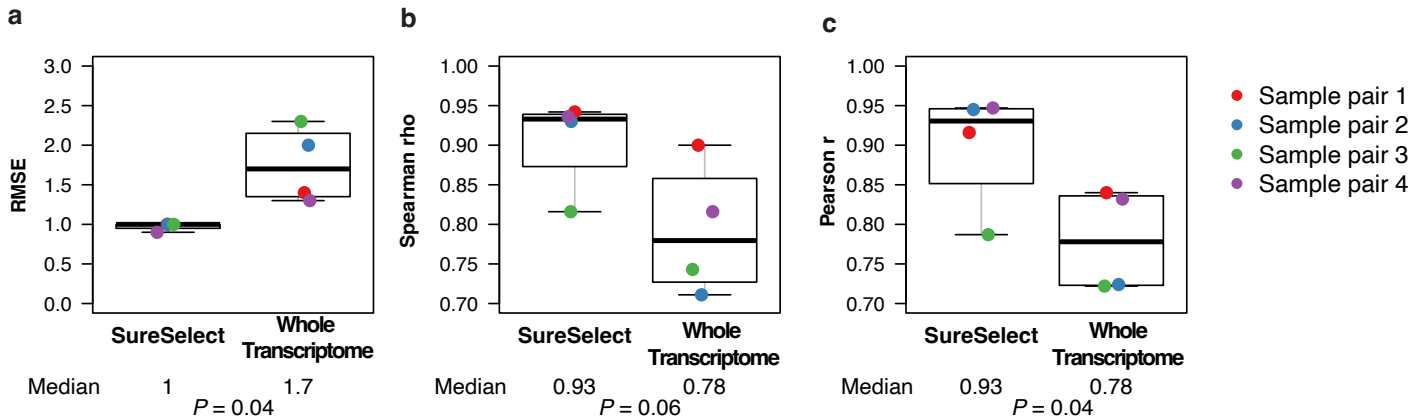 a
RMSE
3.0
2.5
2.0
1.5
1.0
0.5
0.0
SureSelect
Whole
Transcriptome
Median 1 1.7
P = 0.04
b
Spearman rho
1.00
0.95
0.90
0.85
0.80
0.75
0.70
SureSelect
Whole
Transcriptome
Median 0.93 0.78
P = 0.06
c
Pearson r
1.00
0.95
0.90
0.85
0.80
0.75
0.70
SureSelect
Whole
Transcriptome
Median 0.93 0.78
P = 0.04
Sample pair 1
Sample pair 2
Sample pair 3
Sample pair 4